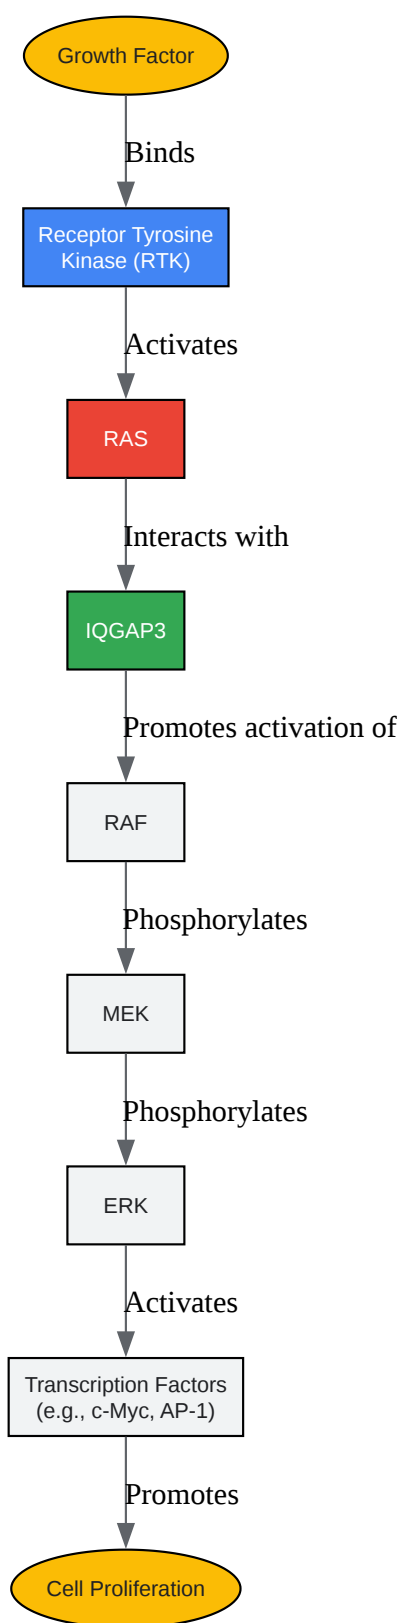 Growth Factor
Binds
Receptor Tyrosine
Kinase (RTK)
Activates
RAS
Interacts with
IQGAP3
Promotes activation of
RAF
Phosphorylates
MEK
Phosphorylates
ERK
Activates
Transcription Factors
(e.g., c-Myc, AP-1)
Promotes
Cell Proliferation